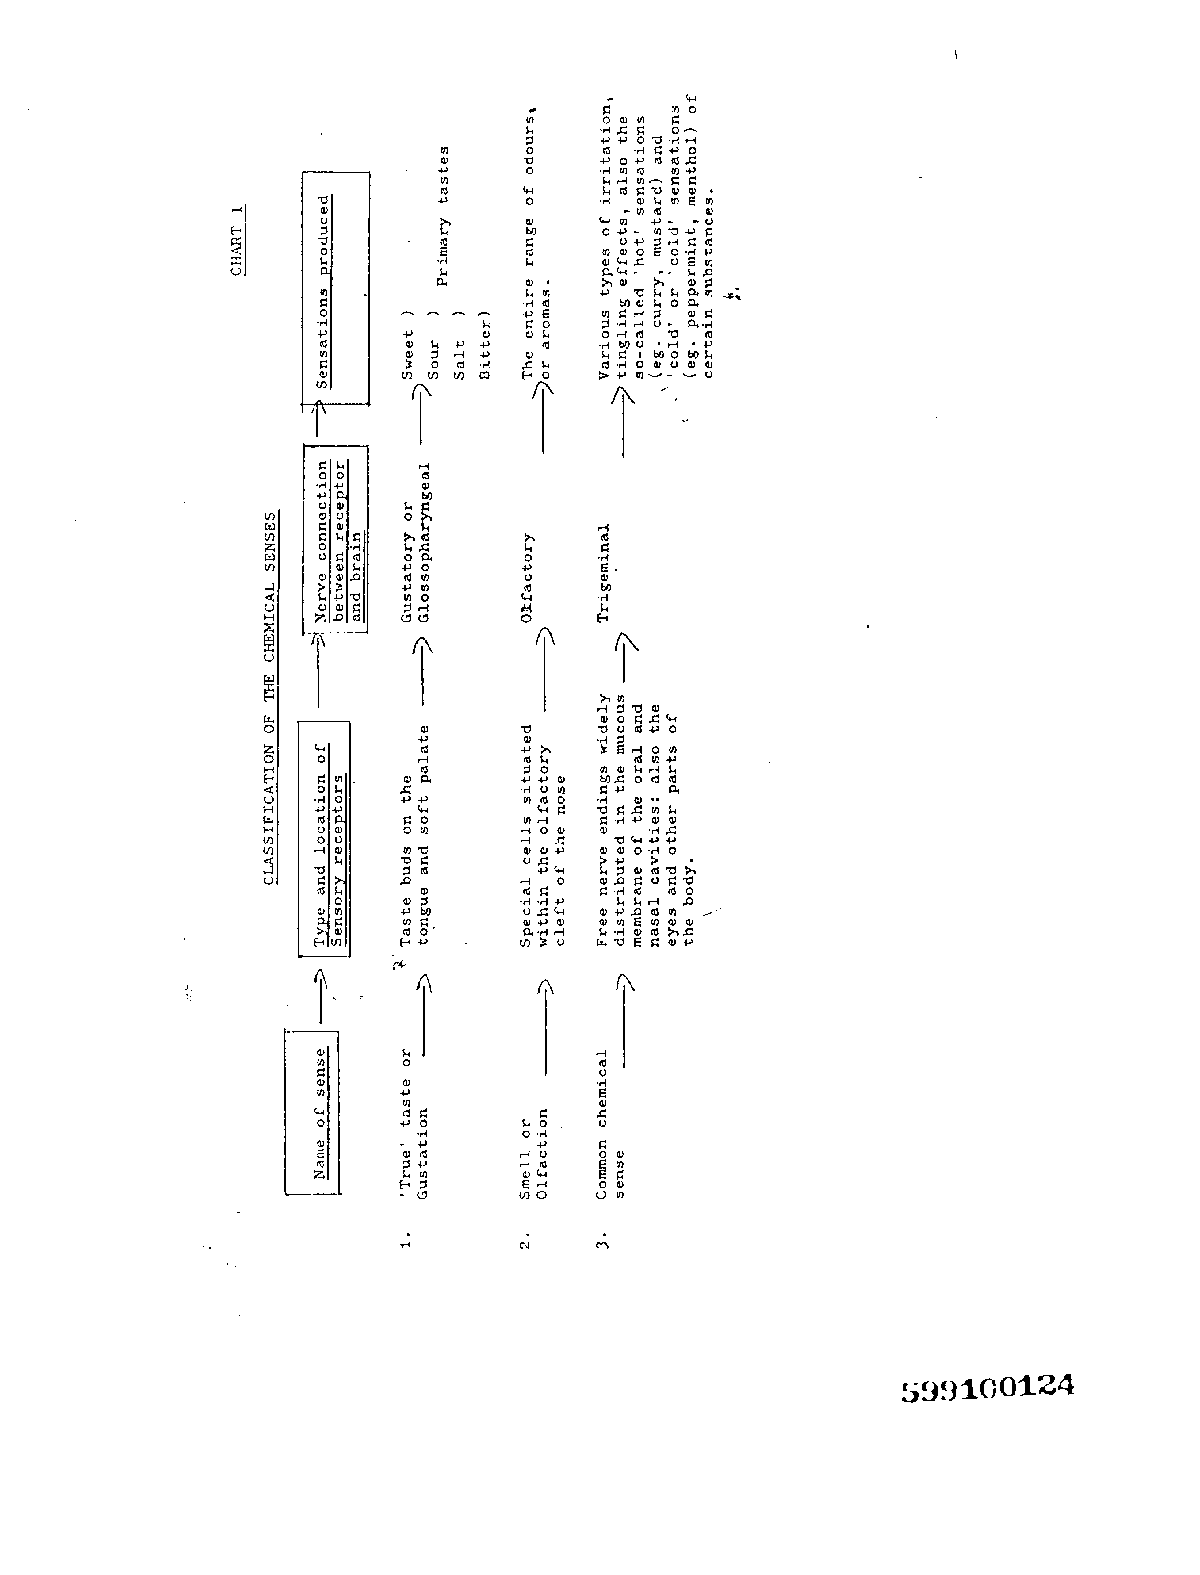 CHART 1
CLASSIFICATION OF THE CHEMICAL SENSES
Name of sense
Type and location of
Sensory receptors
Nerve connection
between receptor
and brain
Sensations produced
1. 'True' taste or
Gustation
Taste buds on the
tongue and soft palate
Gustatory or
Glossopharyngeal
Sweet )
Sour ) Primary tastes
Salt )
Bitter)
2. Smell or
Olfaction
Special cells situated
within the olfactory
cleft of the nose
Olfactory
The entire range of odours,
or aromas.
3. Common chemical
sense
Free nerve endings widely
distributed in the mucous
membrane of the oral and
nasal cavities: also the
eyes and other parts of
the body.
Trigeminal
Various types of irritation,
tingling effects, also the
so-called 'hot' sensations
(eg. curry, mustard) and
'cold' or 'cold' sensations
(eg. peppermint, menthol) of
certain substances.
599100124